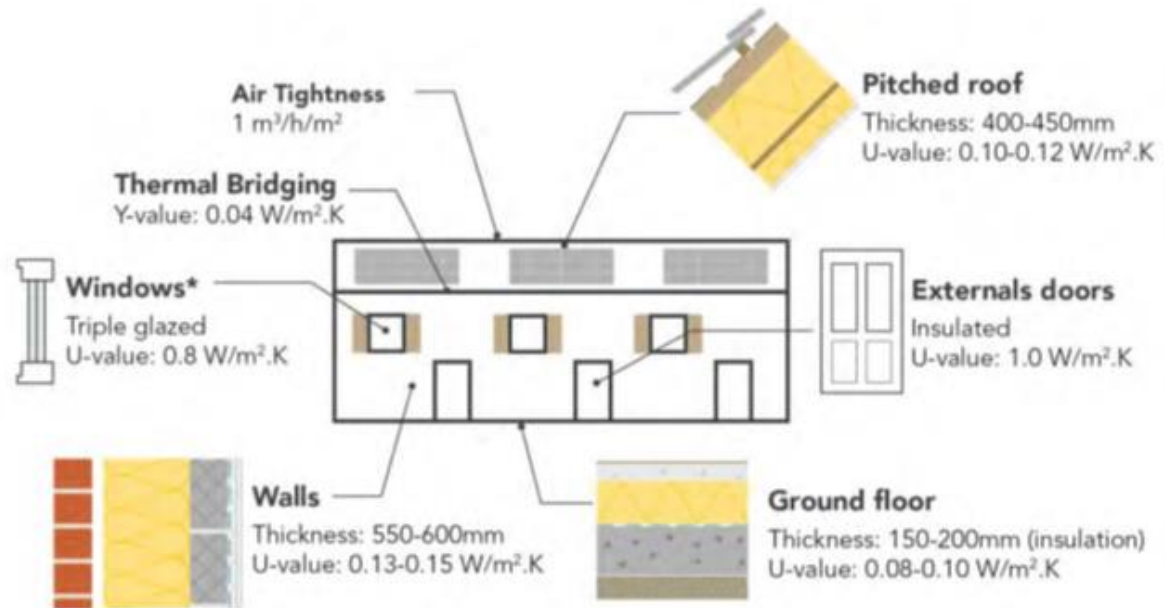 Air Tightness
1 m³/h/m²
Pitched roof
Thickness: 400-450mm
U-value: 0.10-0.12 W/m².K
Thermal Bridging
Y-value: 0.04 W/m².K
Windows*
Triple glazed
U-value: 0.8 W/m².K
Externals doors
Insulated
U-value: 1.0 W/m².K
Walls
Thickness: 550-600mm
U-value: 0.13-0.15 W/m².K
Ground floor
Thickness: 150-200mm (insulation)
U-value: 0.08-0.10 W/m².K